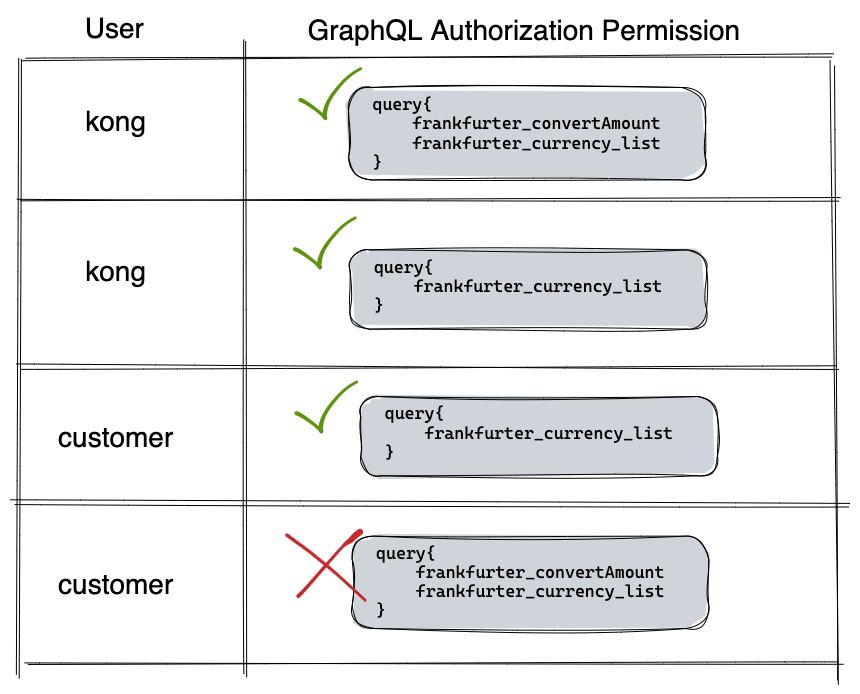 User
GraphQL Authorization Permission
kong
query{
frankfurter_convertAmount
frankfurter_currency_list
}
kong
query{
frankfurter_currency_list
}
customer
query{
frankfurter_currency_list
}
customer
query{
frankfurter_convertAmount
frankfurter_currency_list
}